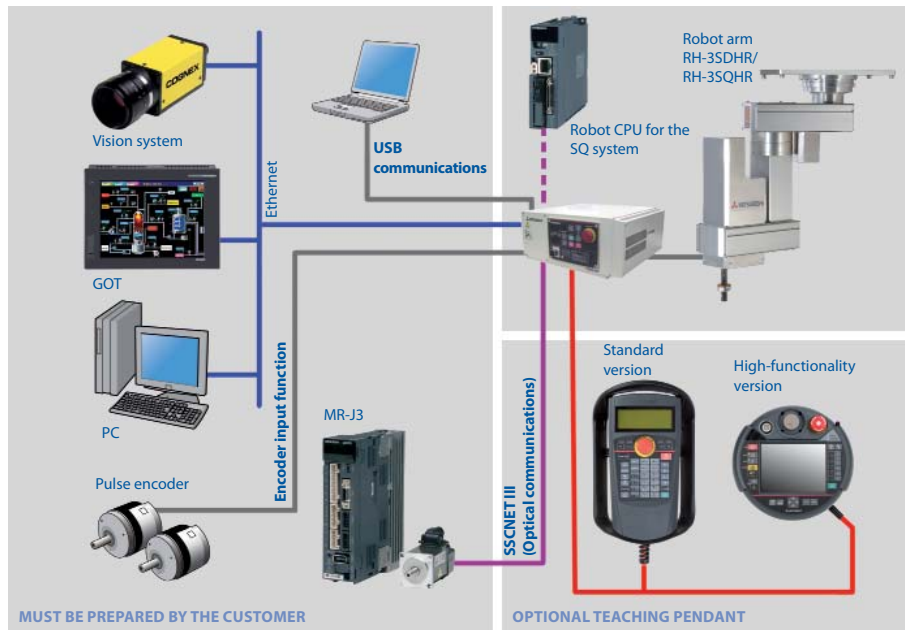 COGNEX
Vision system
GOT
PC
Ethernet
USB
communications
Pulse encoder
Encoder input function
MR-J3
SSCNET III
(Optical communications)
MUST BE PREPARED BY THE CUSTOMER
Robot CPU for the
SQ system
Robot arm
RH-3SDHR/
RH-3SQHR
Standard
version
High-functionality
version
OPTIONAL TEACHING PENDANT